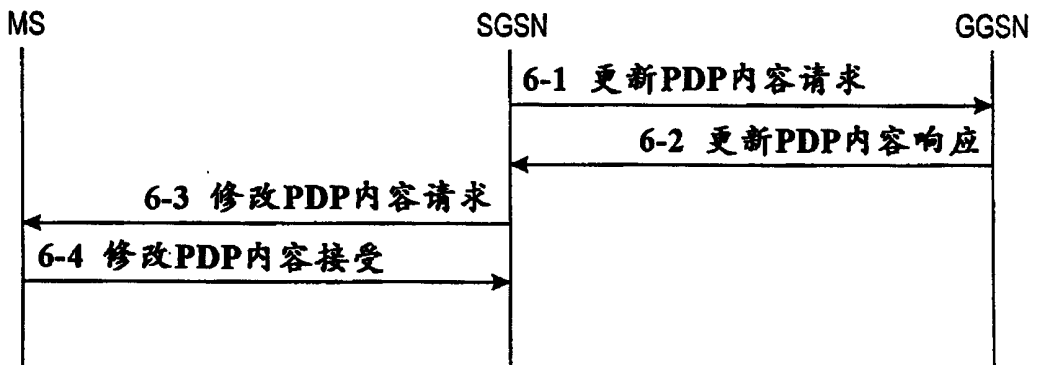 MS SGSN GGSN
6-1 更新PDP内容请求
6-2 更新PDP内容响应
6-3 修改PDP内容请求
6-4 修改PDP内容接受